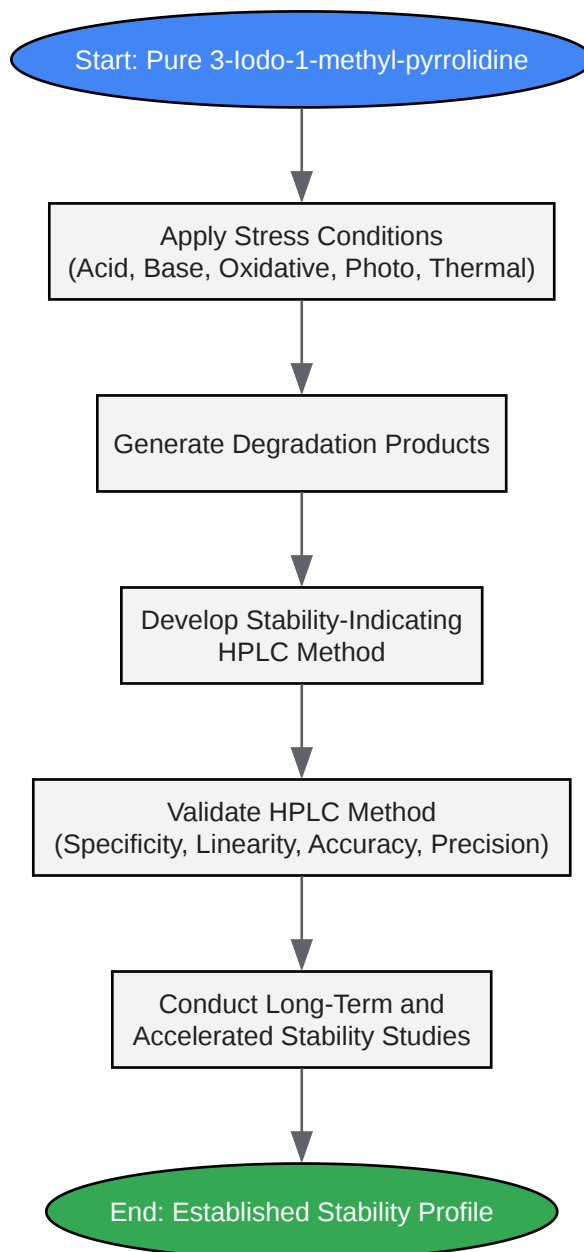 Start: Pure 3-Iodo-1-methyl-pyrrolidine
Apply Stress Conditions
(Acid, Base, Oxidative, Photo, Thermal)
Generate Degradation Products
Develop Stability-Indicating
HPLC Method
Validate HPLC Method
(Specificity, Linearity, Accuracy, Precision)
Conduct Long-Term and
Accelerated Stability Studies
End: Established Stability Profile